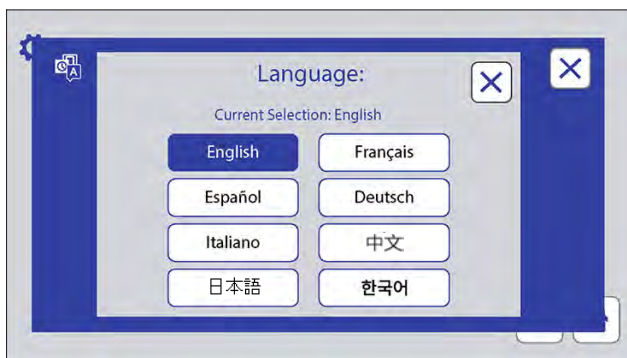 Language:
Current Selection: English
English Français
Español Deutsch
Italiano 中文
日本語 한국어